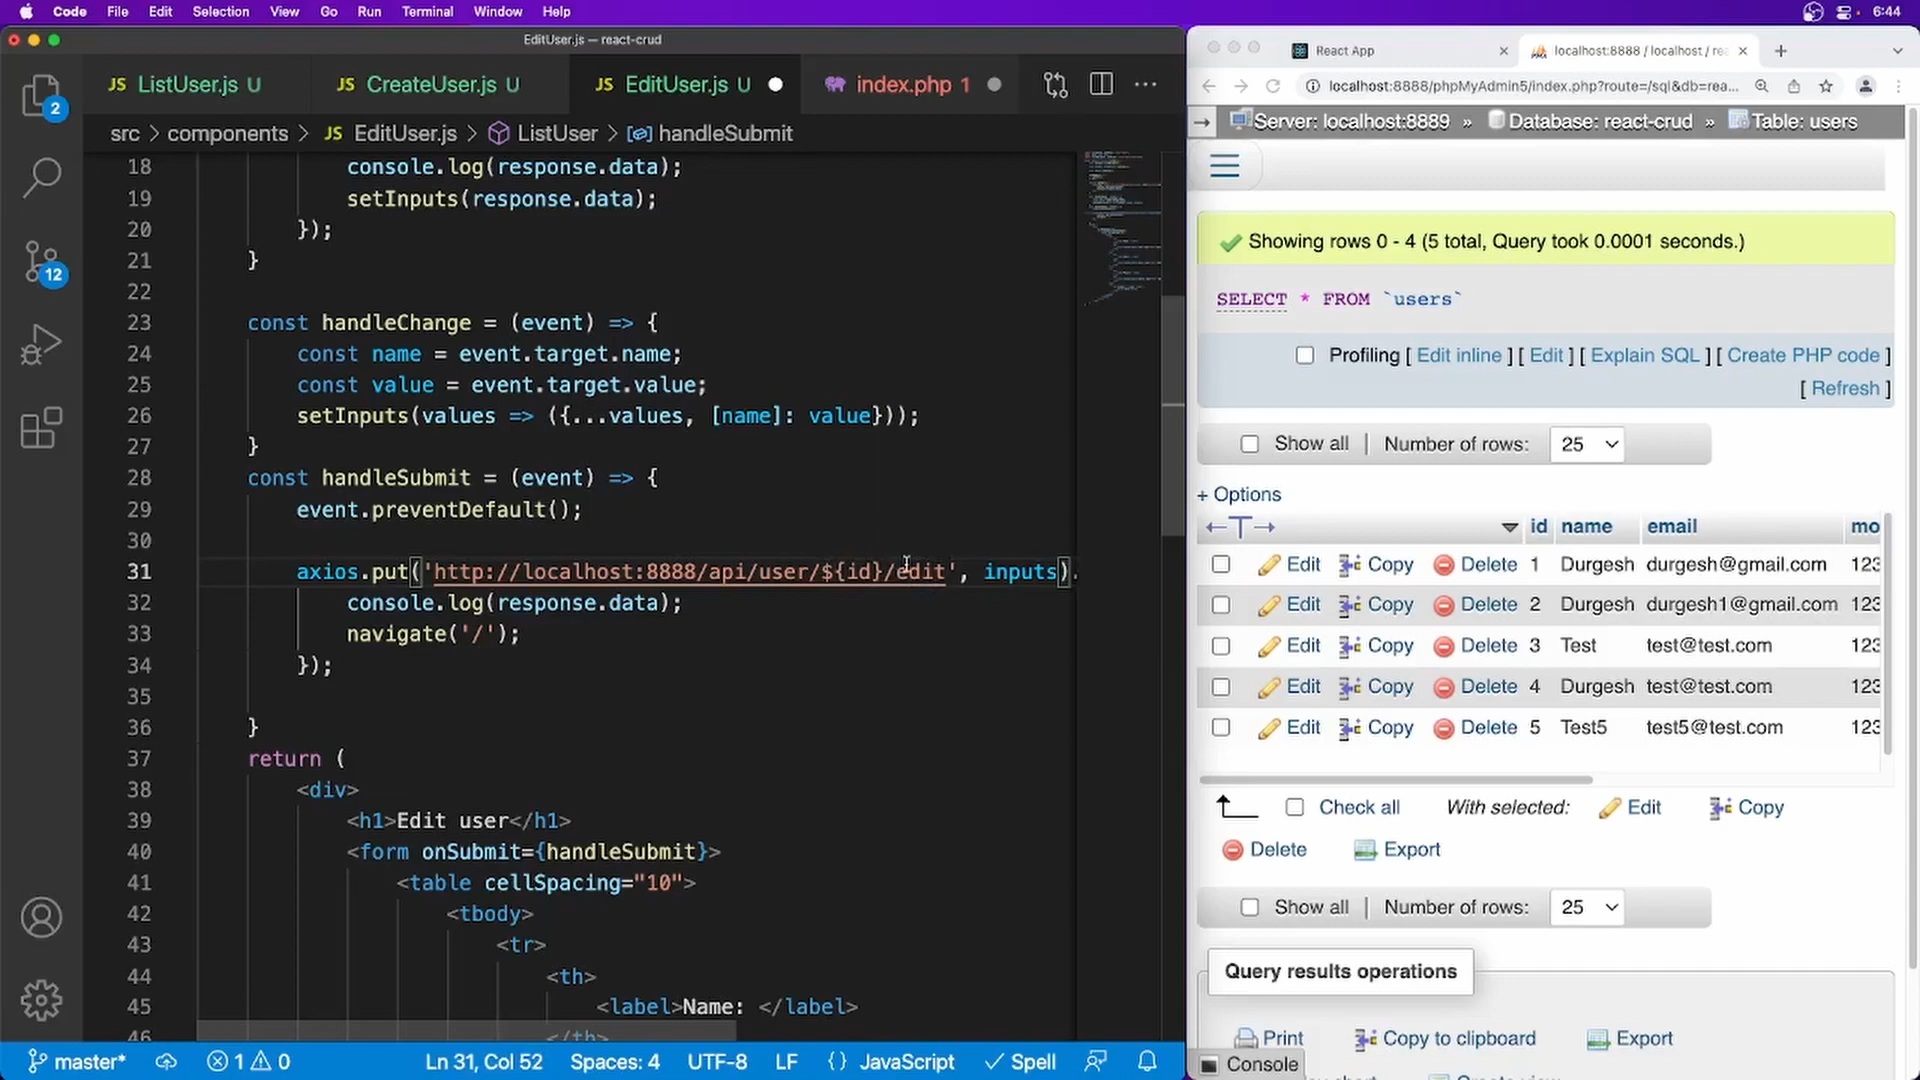 Code File Edit Selection View Go Run Terminal Window Help 6:44
EditUser.js — react-crud
JS ListUser.js U JS CreateUser.js U JS EditUser.js U index.php 1
src > components > JS EditUser.js > ListUser > handleSubmit
18 console.log(response.data);
19 setInputs(response.data);
20 });
21 }
22
23 const handleChange = (event) => {
24 const name = event.target.name;
25 const value = event.target.value;
26 setInputs(values => ({...values, [name]: value}));
27 }
28 const handleSubmit = (event) => {
29 event.preventDefault();
30
31 axios.put('http://localhost:8888/api/user/${id}/edit', inputs).
32 console.log(response.data);
33 navigate('/');
34 });
35
36 }
37 return (
38 <div>
39 <h1>Edit user</h1>
40 <form onSubmit={handleSubmit}>
41 <table cellSpacing="10">
42 <tbody>
43 <tr>
44 <th>
45 <label>Name: </label>
46 </th>
2
12
master* 1 0 Ln 31, Col 52 Spaces: 4 UTF-8 LF {} JavaScript Spell
React App localhost:8888 / localhost / rea
localhost:8888/phpMyAdmin5/index.php?route=/sql&db=rea...
Server: localhost:8889 » Database: react-crud » Table: users
Showing rows 0 - 4 (5 total, Query took 0.0001 seconds.)
SELECT * FROM `users`
Profiling [ Edit inline ] [ Edit ] [ Explain SQL ] [ Create PHP code ]
[ Refresh ]
Show all | Number of rows: 25
+ Options
←T→ id name email mo
Edit Copy Delete 1 Durgesh durgesh@gmail.com 123
Edit Copy Delete 2 Durgesh durgesh1@gmail.com 123
Edit Copy Delete 3 Test test@test.com 123
Edit Copy Delete 4 Durgesh test@test.com 123
Edit Copy Delete 5 Test5 test5@test.com 123
Check all With selected: Edit Copy
Delete Export
Show all | Number of rows: 25
Query results operations
Print Copy to clipboard Export
Console